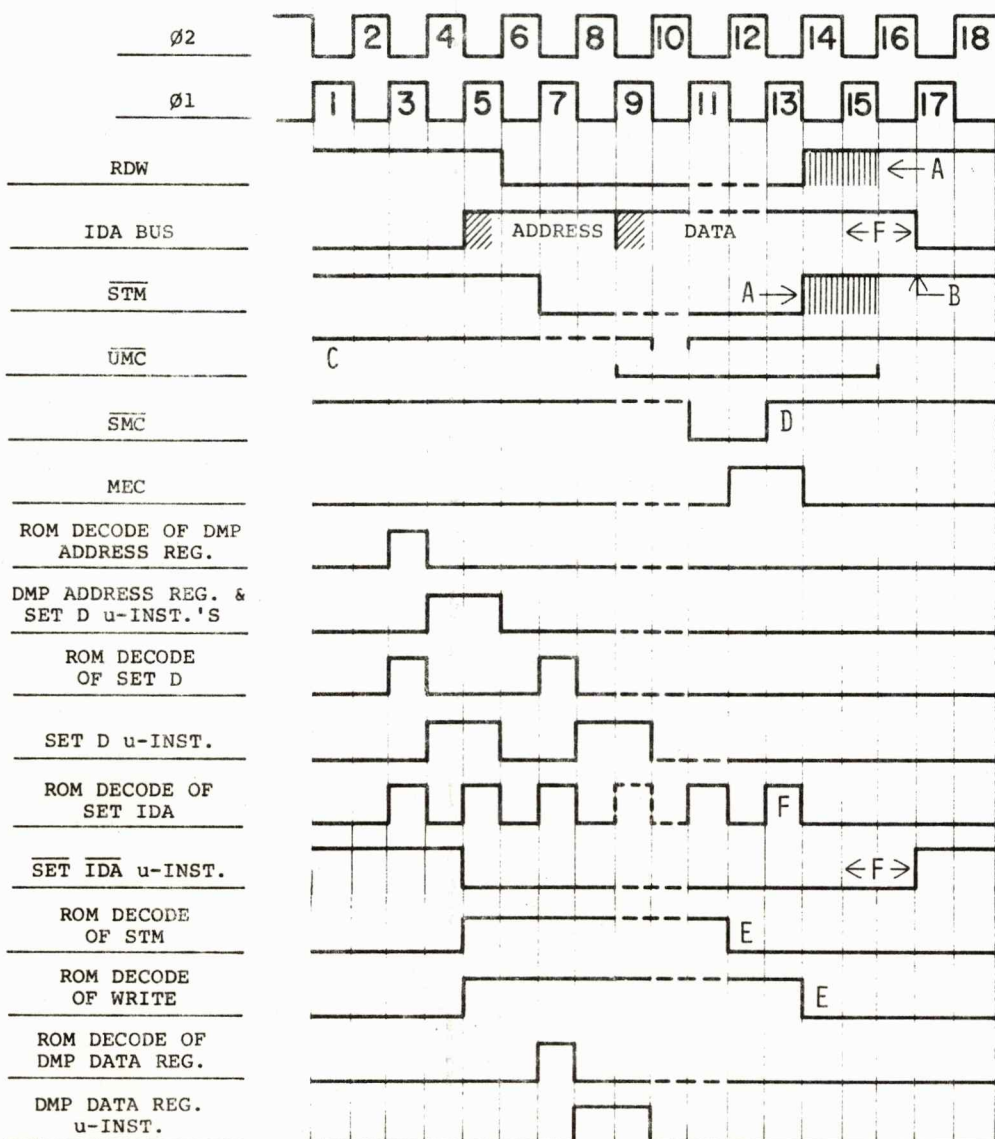 Ø2
2 4 6 8 10 12 14 16 18
Ø1
1 3 5 7 9 11 13 15 17
RDW
← A
IDA BUS
ADDRESS DATA ← F →
STM
A → B
UMC
C
SMC
D
MEC
ROM DECODE OF DMP
ADDRESS REG.
DMP ADDRESS REG. &
SET D u-INST.'S
ROM DECODE
OF SET D
SET D u-INST.
ROM DECODE OF
SET IDA
F
SET IDA u-INST.
← F →
ROM DECODE
OF STM
E
ROM DECODE
OF WRITE
E
ROM DECODE OF
DMP DATA REG.
DMP DATA REG.
u-INST.